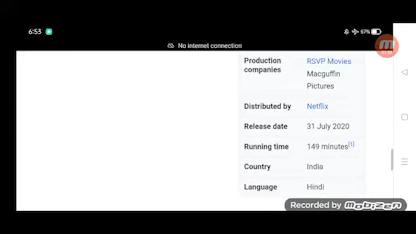 6:53
67%
No internet connection
Production companies RSVP Movies
Macguffin Pictures
Distributed by Netflix
Release date 31 July 2020
Running time 149 minutes[1]
Country India
Language Hindi
Recorded by MOBIZEN